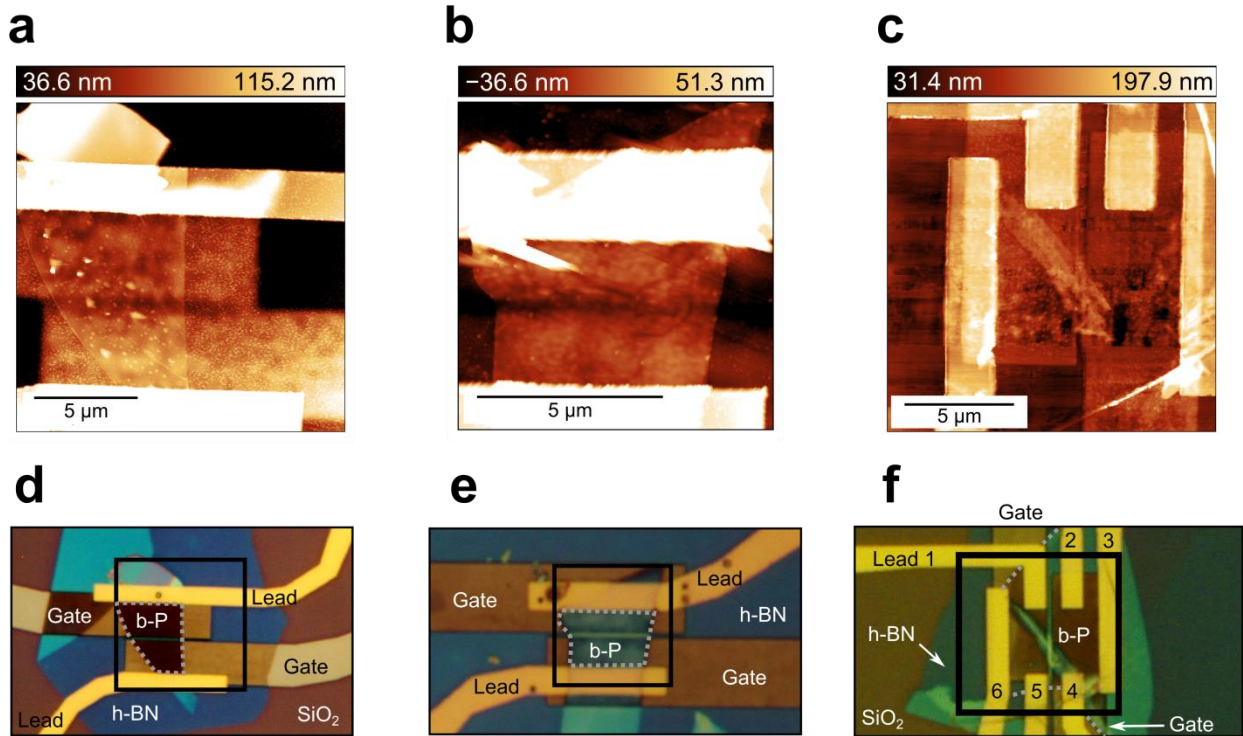 a
b
c
36.6 nm 115.2 nm
−36.6 nm 51.3 nm
31.4 nm 197.9 nm
5 μm
5 μm
5 μm
d
e
f
Gate
b-P
Lead
Gate
Lead
h-BN
SiO2
Gate
Lead
b-P
h-BN
Lead
Gate
Gate
Lead 1
2
3
h-BN
b-P
6
5
4
SiO2
Gate